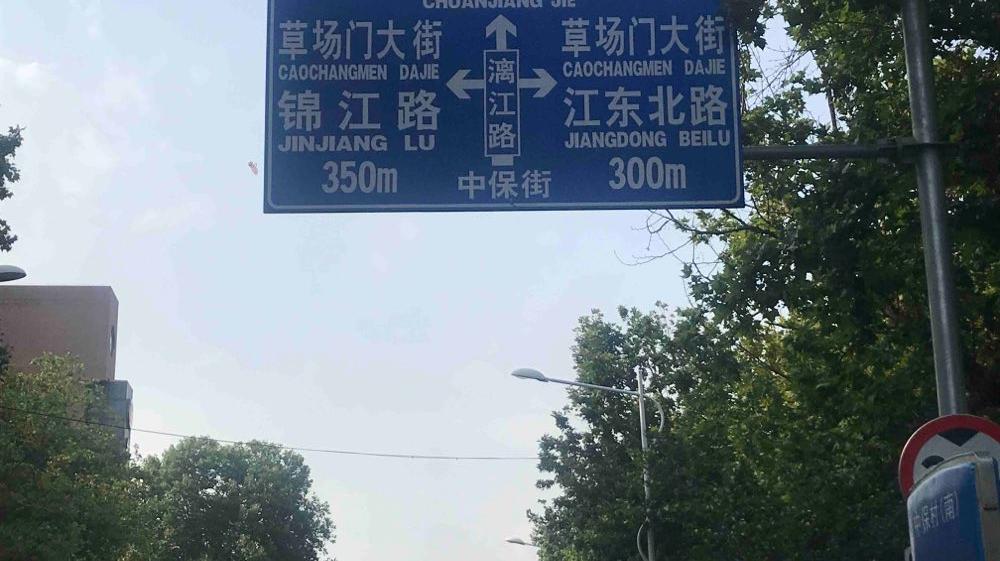 CHUANJIANG JIE
草场门大街
CAOCHANGMEN DAJIE
锦江路
JINJIANG LU
350m
漓江路
中保街
草场门大街
CAOCHANGMEN DAJIE
江东北路
JIANGDONG BEILU
300m
中保村(南)